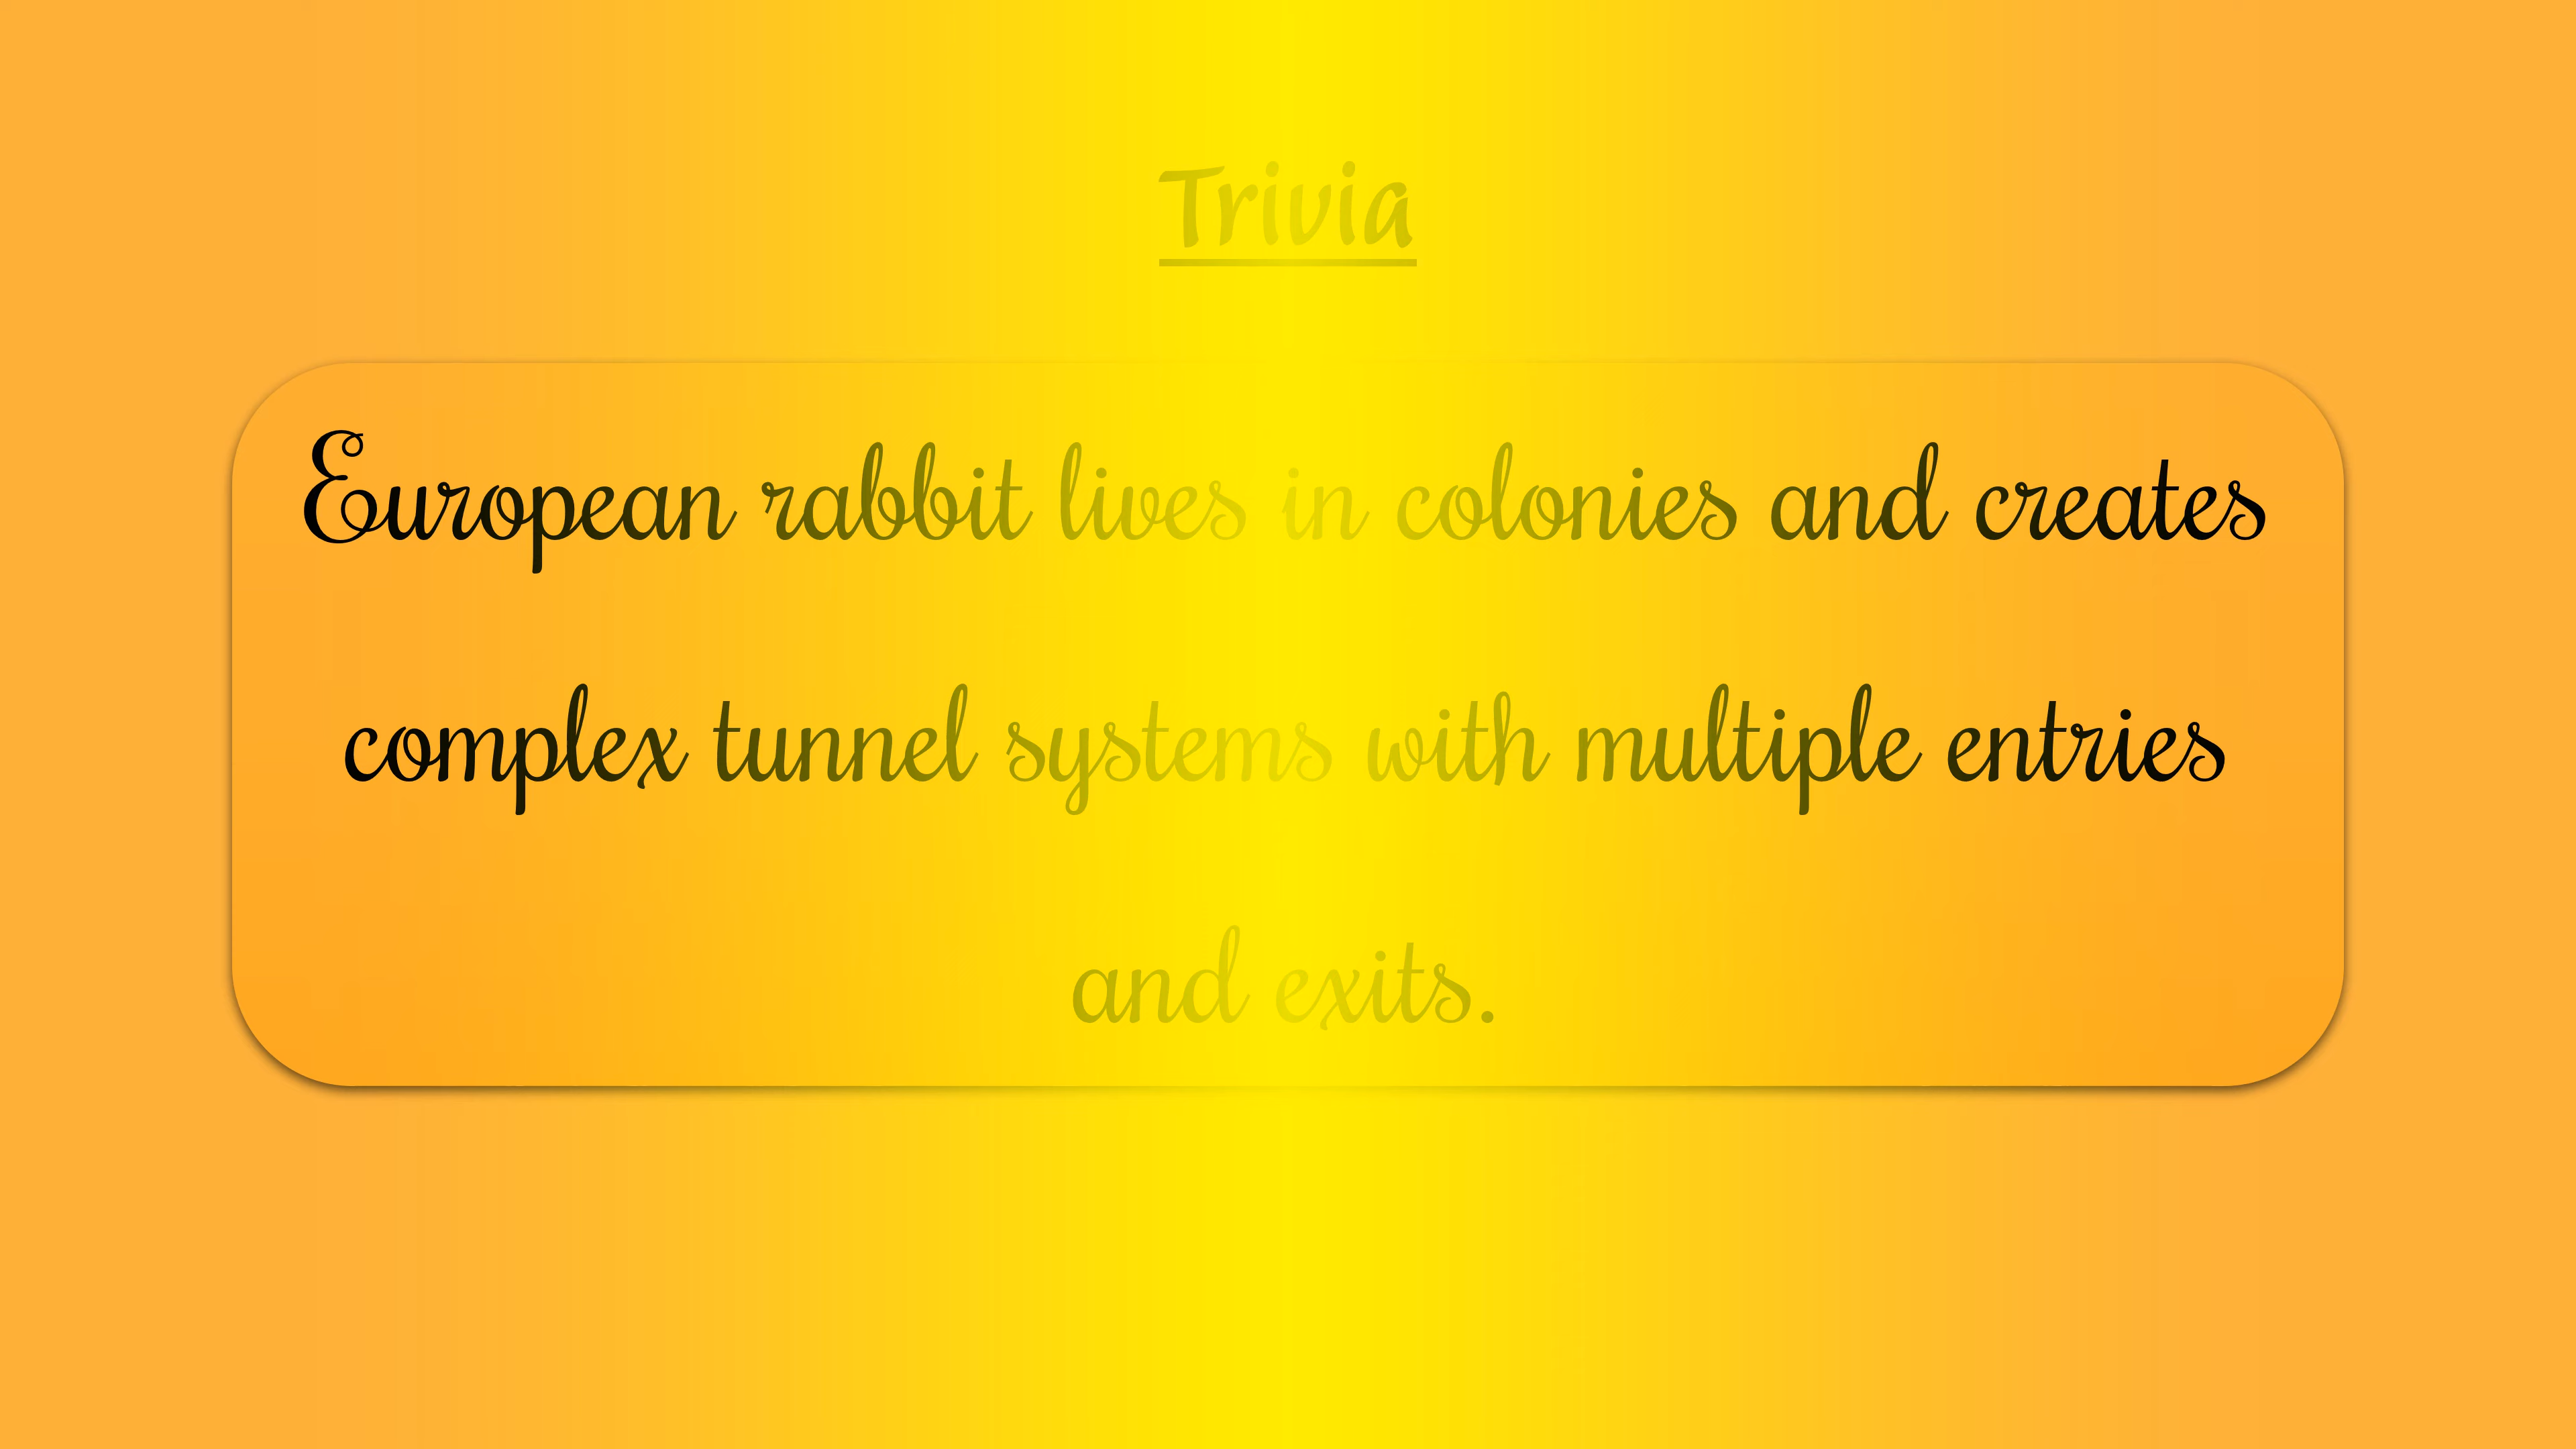 Trivia
European rabbit lives in colonies and creates
complex tunnel systems with multiple entries
and exits.